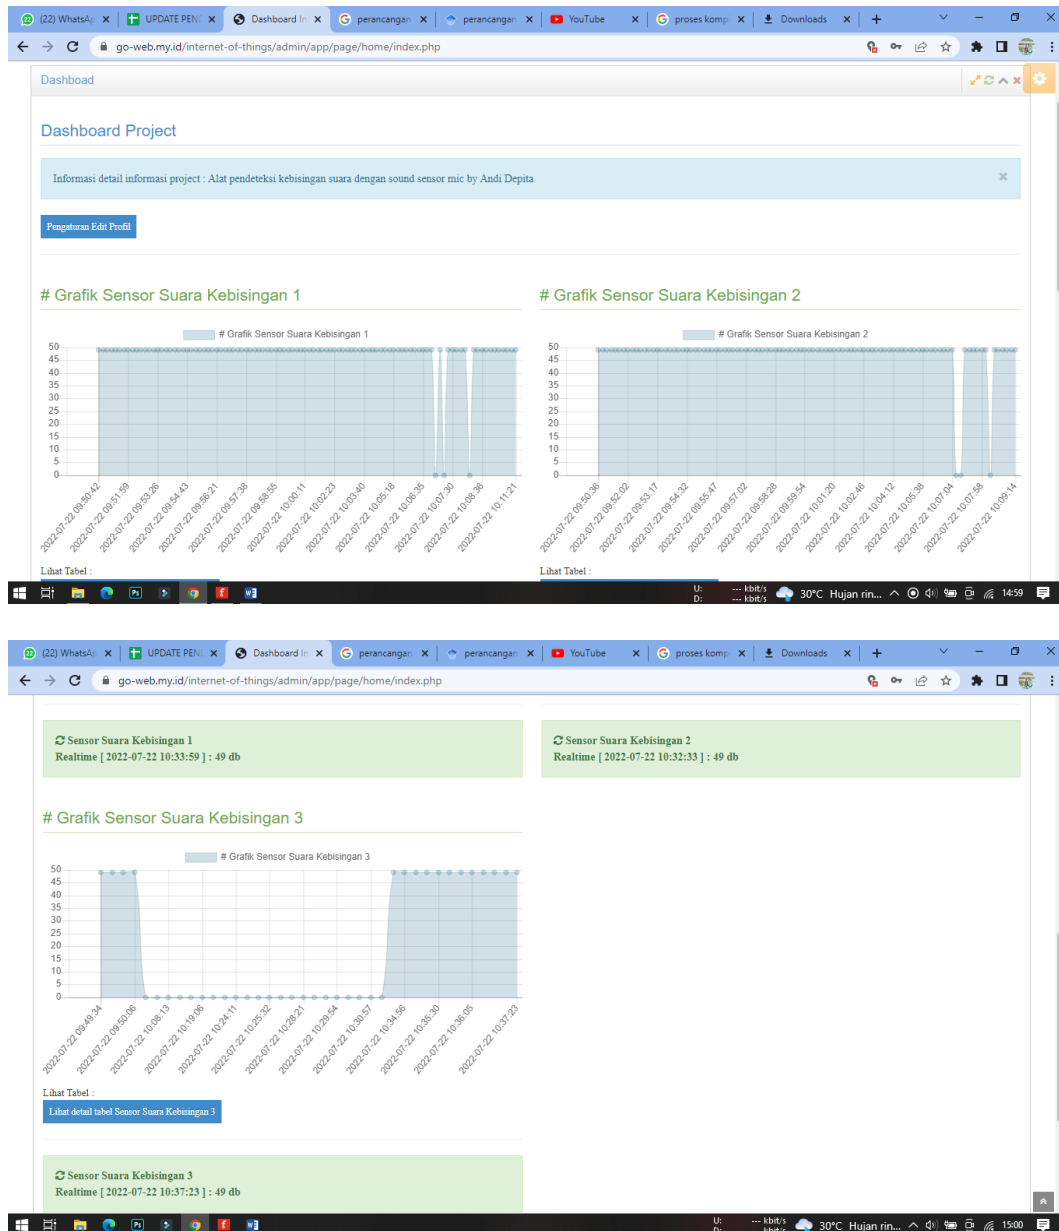 (22) WhatsAp
UPDATE PEN
Dashboard In
perancangan
perancangan
YouTube
proses komp
Downloads
go-web.my.id/internet-of-things/admin/app/page/home/index.php
Dashboad
Dashboard Project
Informasi detail informasi project : Alat pendeteksi kebisingan suara dengan sound sensor mic by Andi Depita
Pengaturan Edit Profil
# Grafik Sensor Suara Kebisingan 1
# Grafik Sensor Suara Kebisingan 1
50
45
40
35
30
25
20
15
10
5
0
2022-07-22 09:50:42
2022-07-22 09:51:59
2022-07-22 09:53:26
2022-07-22 09:54:43
2022-07-22 09:56:21
2022-07-22 09:57:38
2022-07-22 09:58:55
2022-07-22 10:00:11
2022-07-22 10:02:23
2022-07-22 10:03:40
2022-07-22 10:05:18
2022-07-22 10:06:35
2022-07-22 10:07:30
2022-07-22 10:08:36
2022-07-22 10:11:21
Lihat Tabel :
# Grafik Sensor Suara Kebisingan 2
# Grafik Sensor Suara Kebisingan 2
50
45
40
35
30
25
20
15
10
5
0
2022-07-22 09:50:36
2022-07-22 09:52:02
2022-07-22 09:53:17
2022-07-22 09:54:32
2022-07-22 09:55:47
2022-07-22 09:57:02
2022-07-22 09:58:28
2022-07-22 09:59:54
2022-07-22 10:01:20
2022-07-22 10:02:46
2022-07-22 10:04:12
2022-07-22 10:05:38
2022-07-22 10:07:04
2022-07-22 10:07:58
2022-07-22 10:09:14
Lihat Tabel :
U: --- kbit/s
D: --- kbit/s
30°C Hujan rin...
14:59
(22) WhatsAp
UPDATE PEN
Dashboard In
perancangan
perancangan
YouTube
proses komp
Downloads
go-web.my.id/internet-of-things/admin/app/page/home/index.php
Sensor Suara Kebisingan 1
Realtime [ 2022-07-22 10:33:59 ] : 49 db
Sensor Suara Kebisingan 2
Realtime [ 2022-07-22 10:32:33 ] : 49 db
# Grafik Sensor Suara Kebisingan 3
# Grafik Sensor Suara Kebisingan 3
50
45
40
35
30
25
20
15
10
5
0
2022-07-22 09:49:34
2022-07-22 09:50:06
2022-07-22 10:08:13
2022-07-22 10:19:06
2022-07-22 10:24:11
2022-07-22 10:25:32
2022-07-22 10:28:21
2022-07-22 10:29:54
2022-07-22 10:30:57
2022-07-22 10:34:56
2022-07-22 10:35:30
2022-07-22 10:36:05
2022-07-22 10:37:23
Lihat Tabel :
Lihat detail tabel Sensor Suara Kebisingan 3
Sensor Suara Kebisingan 3
Realtime [ 2022-07-22 10:37:23 ] : 49 db
U: --- kbit/s
30°C Hujan rin...
15:00